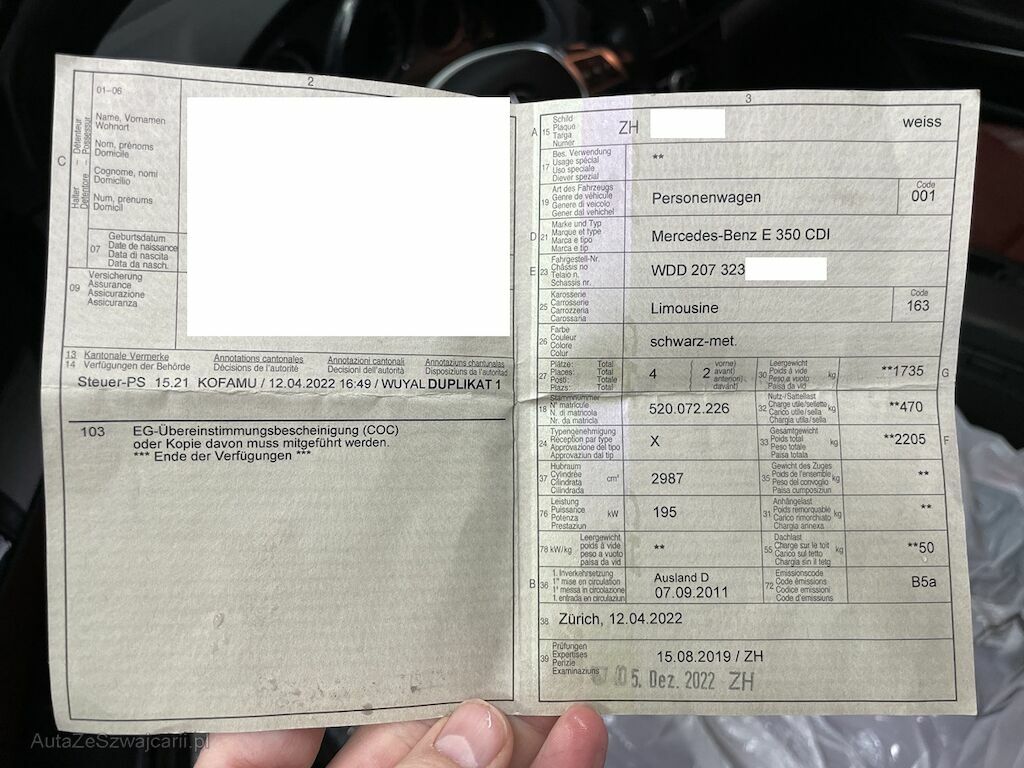 2
01-06
Name, Vornamen
Wohnort
Nom, prénoms
Domicile
Cognome, nomi
Domicilio
Num, prenums
Domicil
C
Halter – Détenteur
Detentore – Possessur
07
Geburtsdatum
Date de naissance
Data di nascita
Data da nasch.
09
Versicherung
Assurance
Assicurazione
Assicuranza
13 Kantonale Vermerke Annotations cantonales Annotazioni cantonali Annotaziuns chantunalas
14 Verfügungen der Behörde Décisions de l'autorité Decisioni dell'autorità Disposiziuns da l'autoritad
Steuer-PS 15.21 KOFAMU / 12.04.2022 16:49 / WUYAL DUPLIKAT 1
103 EG-Übereinstimmungsbescheinigung (COC)
oder Kopie davon muss mitgeführt werden.
*** Ende der Verfügungen ***
3
A 15
Schild
Plaque
Targa
Numer
ZH
weiss
17
Bes. Verwendung
Usage spécial
Uso speciale
Diever spezial
**
19
Art des Fahrzeugs
Genre de véhicule
Genere di veicolo
Gener dal vehichel
Personenwagen
Code
001
D 21
Marke und Typ
Marque et type
Marca e tipo
Marca e tip
Mercedes-Benz E 350 CDI
E 23
Fahrgestell-Nr.
Châssis no
Telaio n.
Schassis nr.
WDD 207 323
25
Karosserie
Carrosserie
Carrozzeria
Carossaria
Limousine
Code
163
26
Farbe
Couleur
Colore
Color
schwarz-met.
27
Plätze: Total
Places: Total
Posti: Totale
Plazs: Total
4
2
vorne)
avant)
anteriori)
davant)
30
Leergewicht
Poids à vide
Peso a vuoto
Paisa da vid
kg
**1735
G
18
Stammnummer
N° matricule
N. di matricola
Nr. da matricla
520.072.226
32
Nutz-/Sattellast
Charge utile/sellette
Carico utile/sella
Chargia utila/sella
kg
**470
24
Typengenehmigung
Réception par type
Approvazione del tipo
Approvaziun dal tip
X
33
Gesamtgewicht
Poids total
Peso totale
Paisa totala
kg
**2205
F
37
Hubraum
Cylindrée
Cilindrata
Cilindrada
cm³
2987
35
Gewicht des Zuges
Poids de l'ensemble
Peso del convoglio
Paisa cumposiziun
kg
**
76
Leistung
Puissance
Potenza
Prestaziun
kW
195
31
Anhängelast
Poids remorquable
Carico rimorchiato
Chargia annexa
kg
**
78 kW/kg
Leergewicht
poids à vide
peso a vuoto
paisa da vid
**
55
Dachlast
Charge sur le toit
Carico sul tetto
Chargia sin il tetg
kg
**50
B 36
1. Inverkehrsetzung
1re mise en circulation
1a messa in circolazione
1. entrada en circulaziun
Ausland D
07.09.2011
72
Emissionscode
Code émissions
Codice emissioni
Code d'emissiuns
B5a
38 Zürich, 12.04.2022
39
Prüfungen
Expertises
Perizie
Examinaziuns
15.08.2019 / ZH
05. Dez. 2022 ZH
AutaZeSzwajcarii.pl